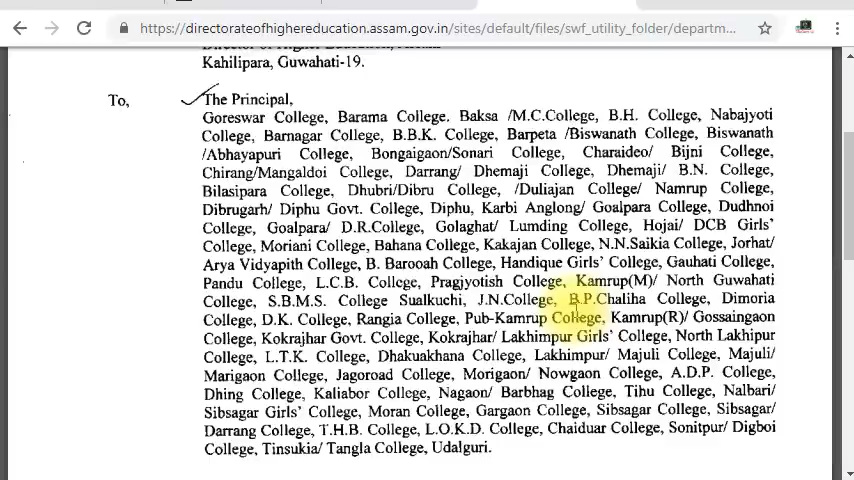 https://directorateofhighereducation.assam.gov.in/sites/default/files/swf_utility_folder/departm...
Director of Higher Education, Assam
Kahilipara, Guwahati-19.
To, The Principal,
Goreswar College, Barama College. Baksa /M.C.College, B.H. College, Nabajyoti
College, Barnagar College, B.B.K. College, Barpeta /Biswanath College, Biswanath
/Abhayapuri College, Bongaigaon/Sonari College, Charaideo/ Bijni College,
Chirang/Mangaldoi College, Darrang/ Dhemaji College, Dhemaji/ B.N. College,
Bilasipara College, Dhubri/Dibru College, /Duliajan College/ Namrup College,
Dibrugarh/ Diphu Govt. College, Diphu, Karbi Anglong/ Goalpara College, Dudhnoi
College, Goalpara/ D.R.College, Golaghat/ Lumding College, Hojai/ DCB Girls'
College, Moriani College, Bahana College, Kakajan College, N.N.Saikia College, Jorhat/
Arya Vidyapith College, B. Barooah College, Handique Girls' College, Gauhati College,
Pandu College, L.C.B. College, Pragjyotish College, Kamrup(M)/ North Guwahati
College, S.B.M.S. College Sualkuchi, J.N.College, B.P.Chaliha College, Dimoria
College, D.K. College, Rangia College, Pub-Kamrup College, Kamrup(R)/ Gossaingaon
College, Kokrajhar Govt. College, Kokrajhar/ Lakhimpur Girls' College, North Lakhipur
College, L.T.K. College, Dhakuakhana College, Lakhimpur/ Majuli College, Majuli/
Marigaon College, Jagoroad College, Morigaon/ Nowgaon College, A.D.P. College,
Dhing College, Kaliabor College, Nagaon/ Barbhag College, Tihu College, Nalbari/
Sibsagar Girls' College, Moran College, Gargaon College, Sibsagar College, Sibsagar/
Darrang College, T.H.B. College, L.O.K.D. College, Chaiduar College, Sonitpur/ Digboi
College, Tinsukia/ Tangla College, Udalguri.